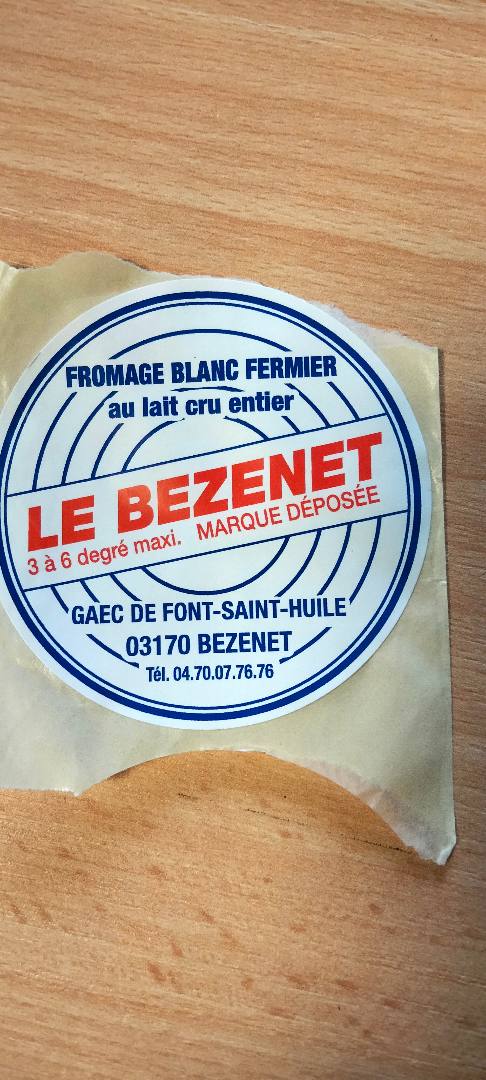 FROMAGE BLANC FERMIER
au lait cru entier
LE BEZENET
3 à 6 degré maxi. MARQUE DÉPOSÉE
GAEC DE FONT-SAINT-HUILE
03170 BEZENET
Tél. 04.70.07.76.76